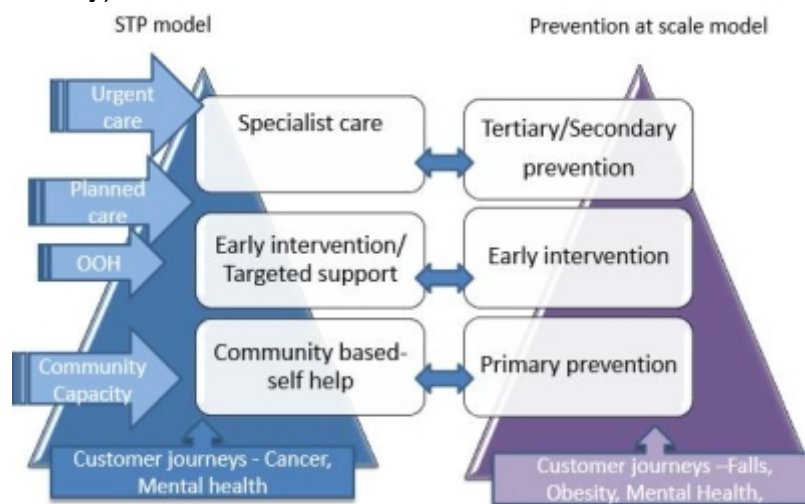 STP model
Prevention at scale model
Urgent
care
Specialist care
Tertiary/Secondary
prevention
Planned
care
OOH
Early intervention/
Targeted support
Early intervention
Community
Capacity
Community based-
self help
Primary prevention
Customer journeys - Cancer,
Mental health
Customer journeys –Falls,
Obesity, Mental Health,